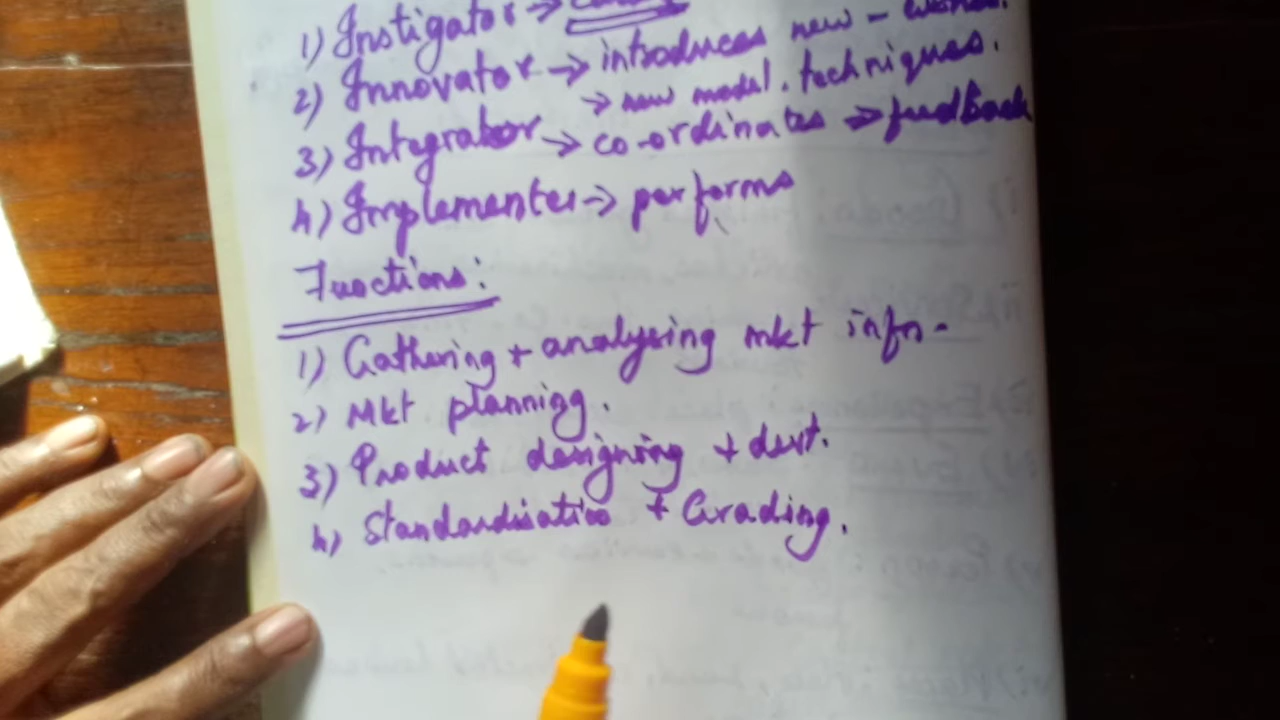 1) Instigator →
2) Innovator → introduces new -
→ new model. techniques.
3) Integrator → co-ordinates → feedback
4) Implementer → performs
Functions:
1) Gathering + analysing mkt infn.
2) Mkt planning.
3) Product designing + devt.
4) Standardisation + Grading.